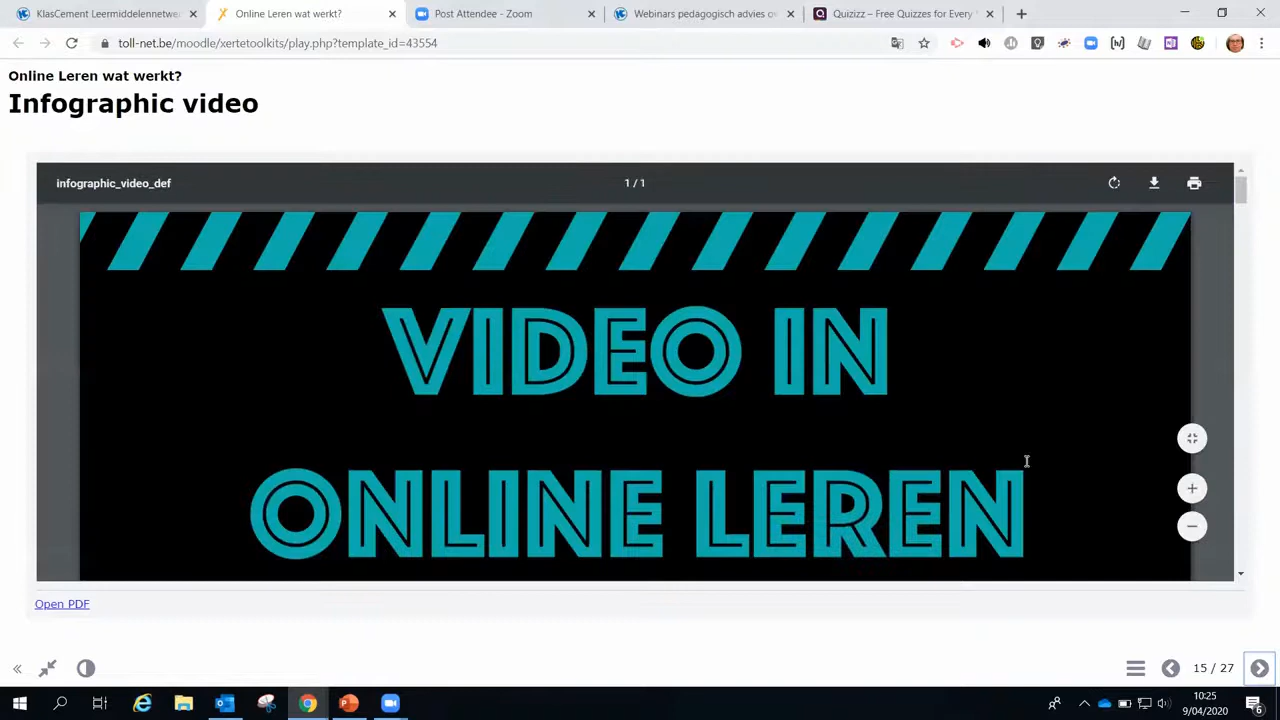 KlasCement Leermiddelennetwe
Online Leren wat werkt?
Post Attendee - Zoom
Webinars pedagogisch advies o
Quizizz – Free Quizzes for Every
toll-net.be/moodle/xertetoolkits/play.php?template_id=43554
Online Leren wat werkt?
Infographic video
infographic_video_def
1 / 1
VIDEO IN
ONLINE LEREN
Open PDF
15 / 27
10:25
9/04/2020
6